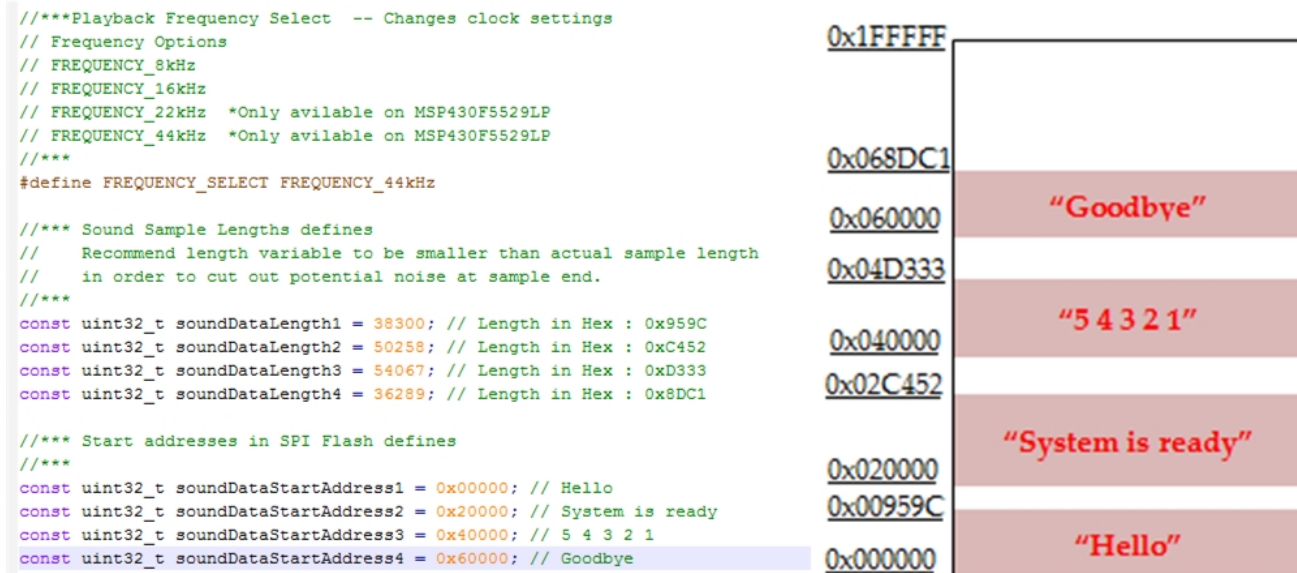 //***Playback Frequency Select  -- Changes clock settings
// Frequency Options
// FREQUENCY_8kHz
// FREQUENCY_16kHz
// FREQUENCY_22kHz  *Only avilable on MSP430F5529LP
// FREQUENCY_44kHz  *Only avilable on MSP430F5529LP
//***
#define FREQUENCY_SELECT FREQUENCY_44kHz
//*** Sound Sample Lengths defines
//    Recommend length variable to be smaller than actual sample length
//    in order to cut out potential noise at sample end.
//***
const uint32_t soundDataLength1 = 38300; // Length in Hex : 0x959C
const uint32_t soundDataLength2 = 50258; // Length in Hex : 0xC452
const uint32_t soundDataLength3 = 54067; // Length in Hex : 0xD333
const uint32_t soundDataLength4 = 36289; // Length in Hex : 0x8DC1
//*** Start addresses in SPI Flash defines
//***
const uint32_t soundDataStartAddress1 = 0x00000; // Hello
const uint32_t soundDataStartAddress2 = 0x20000; // System is ready
const uint32_t soundDataStartAddress3 = 0x40000; // 5 4 3 2 1
const uint32_t soundDataStartAddress4 = 0x60000; // Goodbye
0x1FFFFF
0x068DC1
"Goodbye"
0x060000
0x04D333
"5 4 3 2 1"
0x040000
0x02C452
"System is ready"
0x020000
0x00959C
"Hello"
0x000000